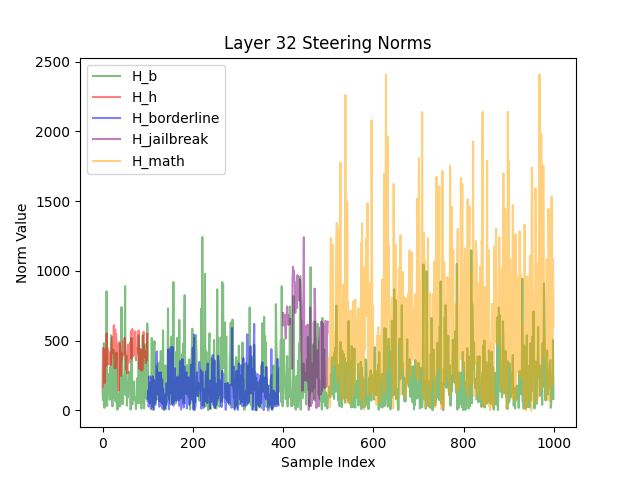 Layer 32 Steering Norms
2500
2000
1500
1000
500
0
Norm Value
H_b
H_h
H_borderline
H_jailbreak
H_math
0 200 400 600 800 1000
Sample Index